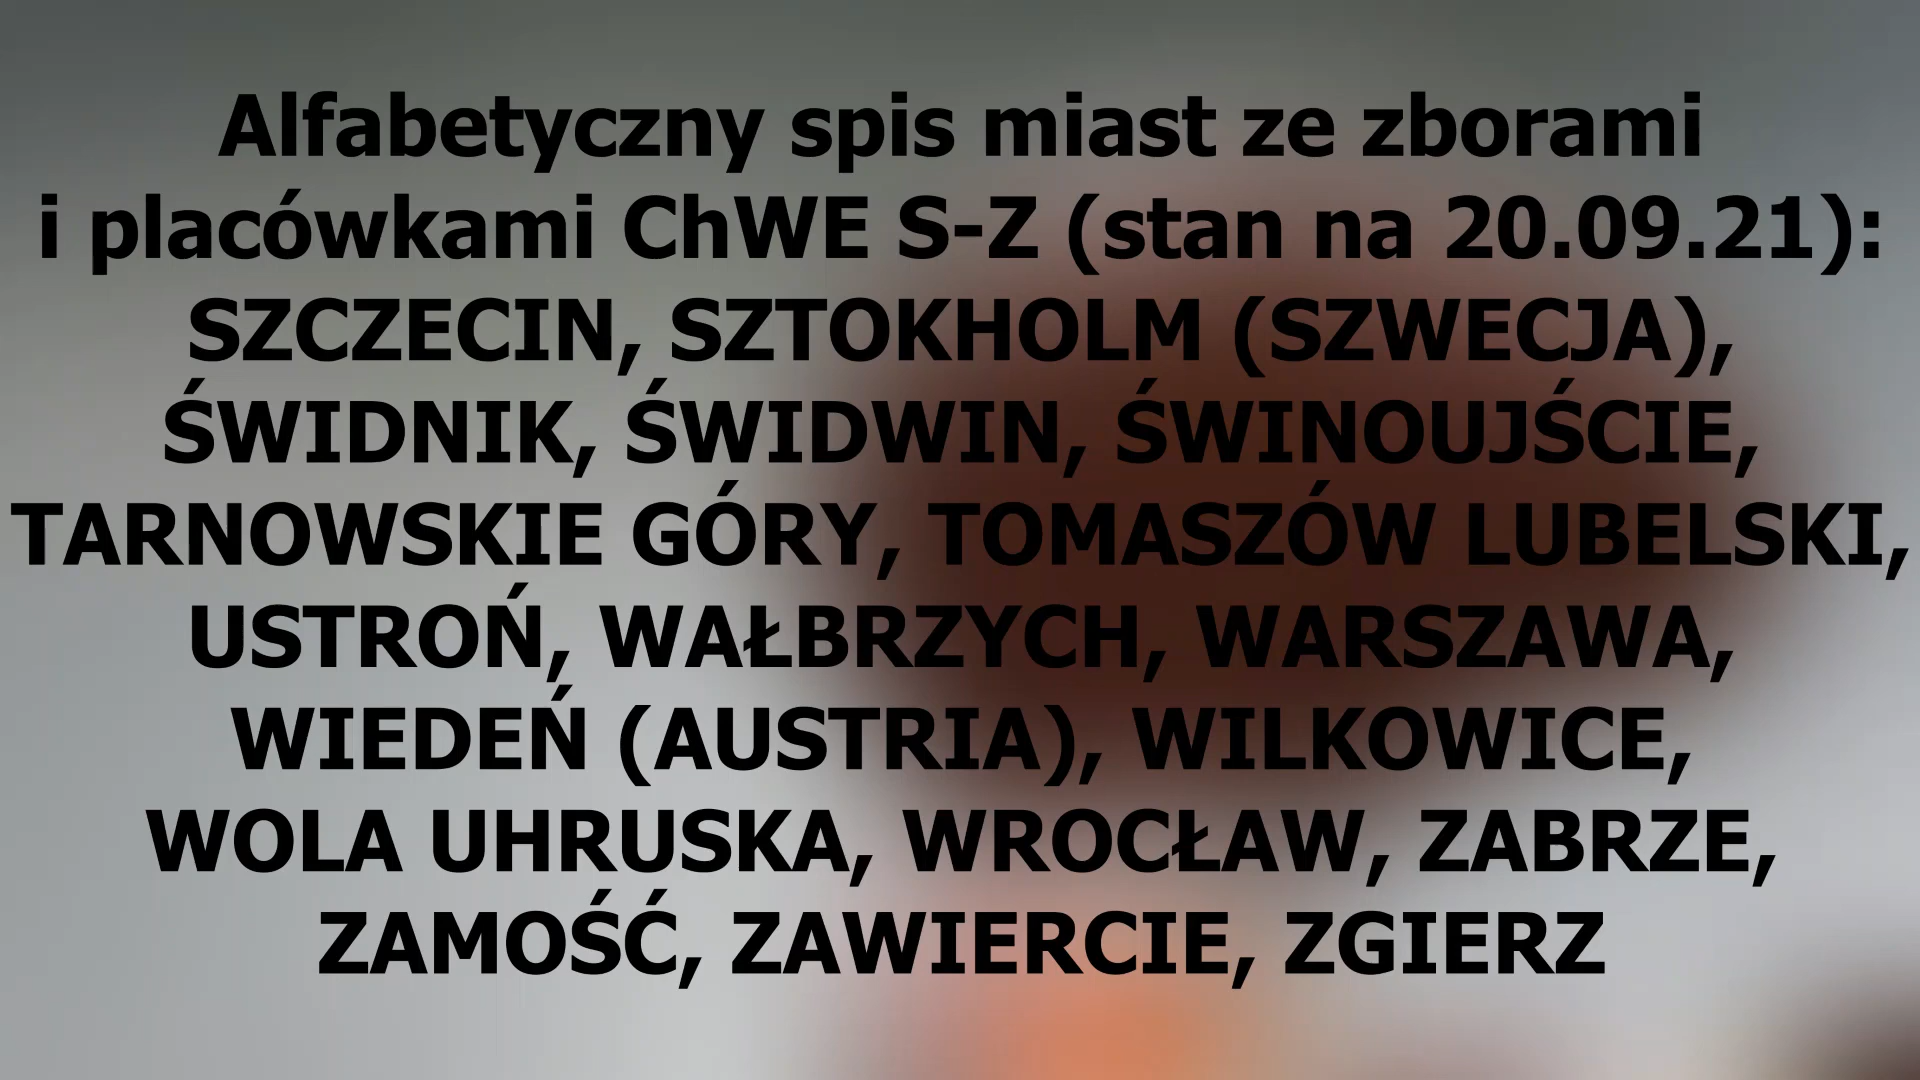 Alfabetyczny spis miast ze zborami
i placówkami ChWE S-Z (stan na 20.09.21):
SZCZECIN, SZTOKHOLM (SZWECJA),
ŚWIDNIK, ŚWIDWIN, ŚWINOUJŚCIE,
TARNOWSKIE GÓRY, TOMASZÓW LUBELSKI,
USTROŃ, WAŁBRZYCH, WARSZAWA,
WIEDEŃ (AUSTRIA), WILKOWICE,
WOLA UHRUSKA, WROCŁAW, ZABRZE,
ZAMOŚĆ, ZAWIERCIE, ZGIERZ